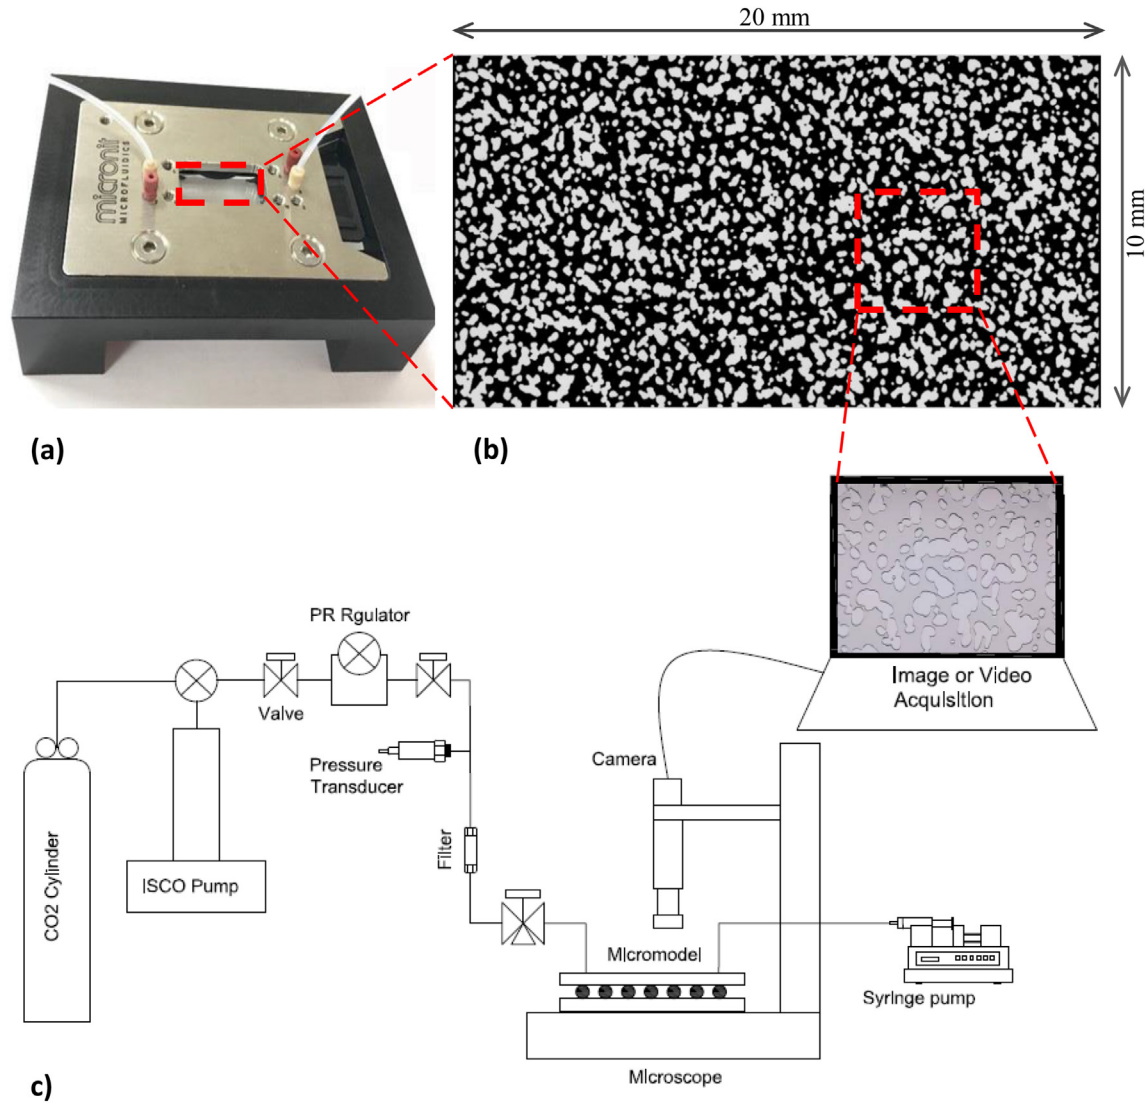 20 mm
10 mm
micronit
MICROFLUIDICS
(a)
(b)
PR Rgulator
Valve
Pressure
Transducer
Filter
CO2 Cylinder
ISCO Pump
Camera
Image or Video
Acquisition
Micromodel
Syringe pump
Microscope
c)